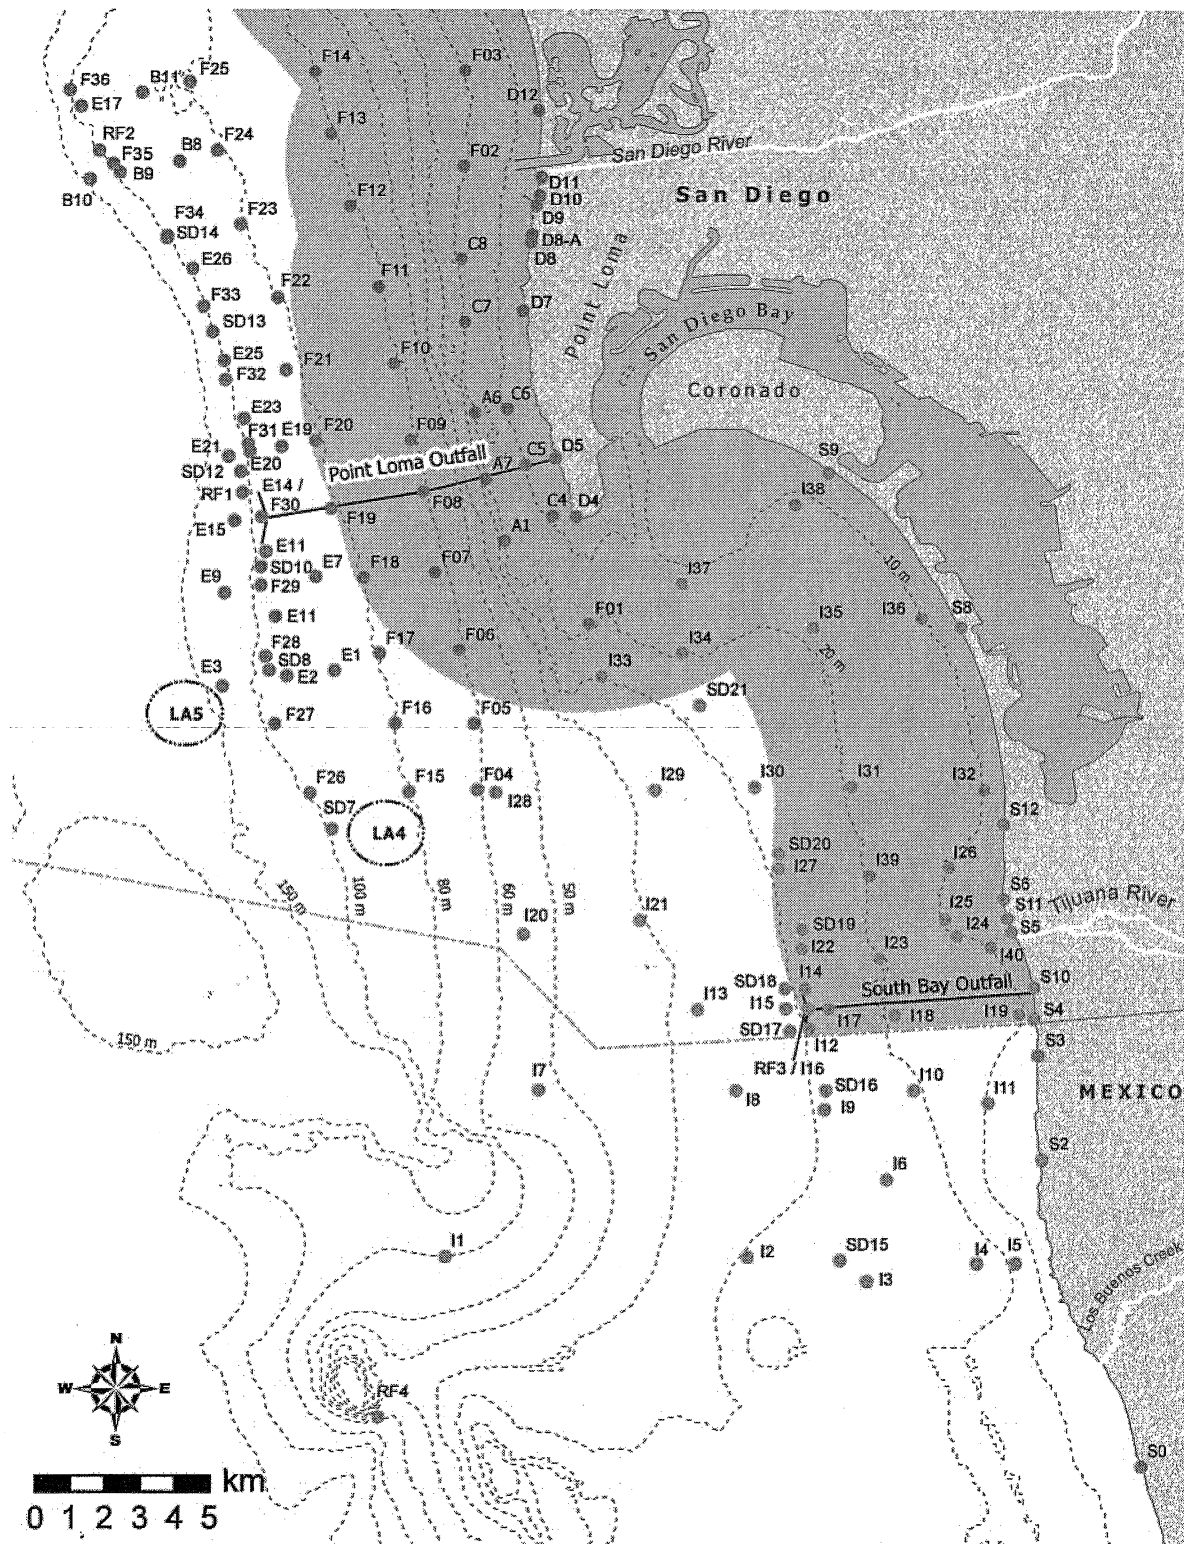 F14
F03
F36
B11
F25
E17
D12
F13
RF2
F35
B9
B8
F24
F02
San Diego River
B10
D11
D10
San Diego
F12
D9
F34
SD14
F23
D8-A
D8
C8
E26
F11
Point Loma
F22
F33
C7
D7
San Diego Bay
SD13
E25
F21
F10
F32
Coronado
A6
C6
E23
F31
E19
F20
F09
E21
E20
Point Loma Outfall
C5
D5
S9
SD12
A7
RF1
E14 /
F30
F08
I38
F19
C4
D4
E15
A1
E11
SD10
E7
F18
F07
I37
10 m
E9
F29
E11
F01
I35
I36
S8
F28
F17
F06
I34
20 m
SD8
E1
E3
E2
I33
SD21
LA5
F27
F16
F05
F26
F15
F04
I28
I29
I30
I31
I32
SD7
LA4
S12
SD20
I27
I39
I26
150 m
100 m
80 m
60 m
50 m
S6
S11
Tijuana River
I20
I21
I25
I24
S5
SD19
I22
I23
I40
SD18
I14
South Bay Outfall
S10
I13
I15
I17
I18
I19
S4
SD17
I12
150 m
S3
RF3 / I16
I7
I8
SD16
I9
I10
I11
MEXICO
S2
I6
I1
I2
SD15
I3
I4
I5
Los Buenos Creek
N
W
E
S
RF4
S0
km
0 1 2 3 4 5